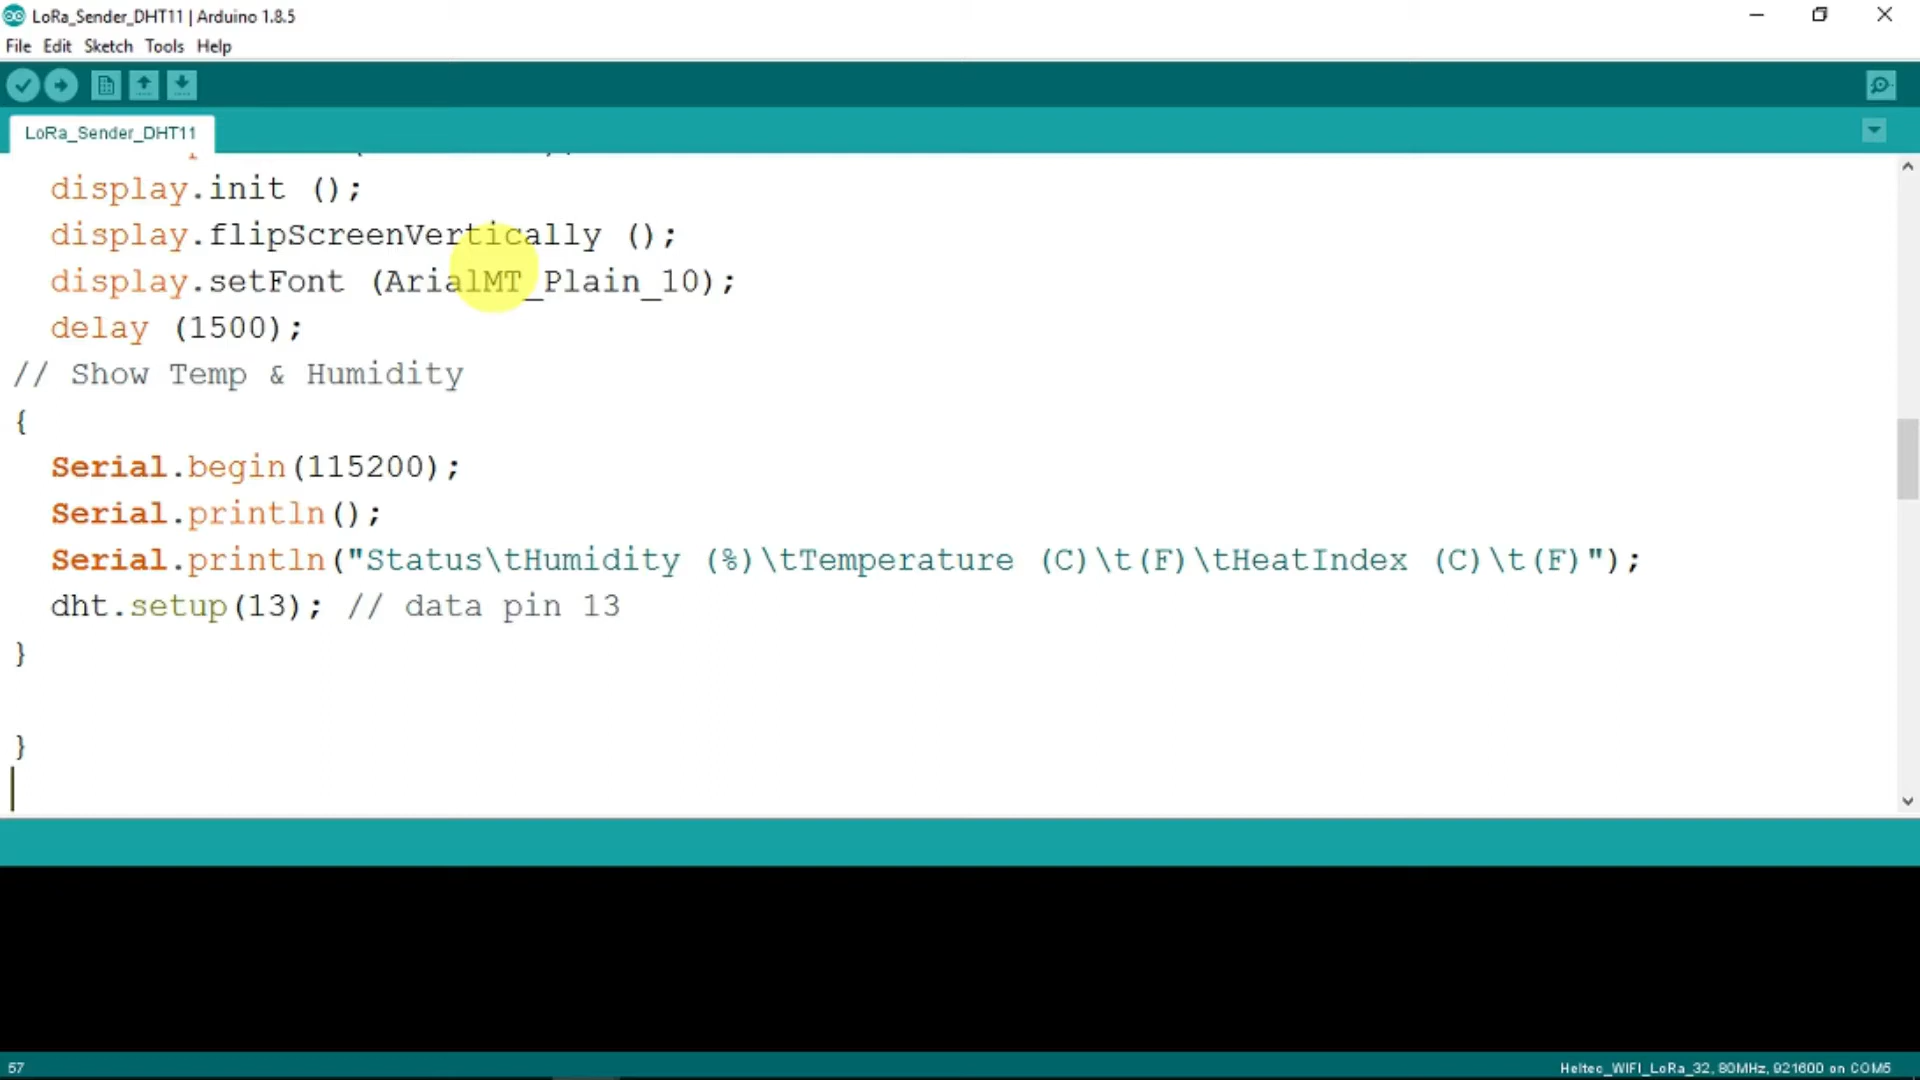 LoRa_Sender_DHT11 | Arduino 1.8.5
File Edit Sketch Tools Help
LoRa_Sender_DHT11
display.init ();
display.flipScreenVertically ();
display.setFont (ArialMT_Plain_10);
delay (1500);
// Show Temp & Humidity
{
Serial.begin(115200);
Serial.println();
Serial.println("Status\tHumidity (%)\tTemperature (C)\t(F)\tHeatIndex (C)\t(F)");
dht.setup(13); // data pin 13
}
}
57
Heltec_WIFI_LoRa_32, 80MHz, 921600 on COM5